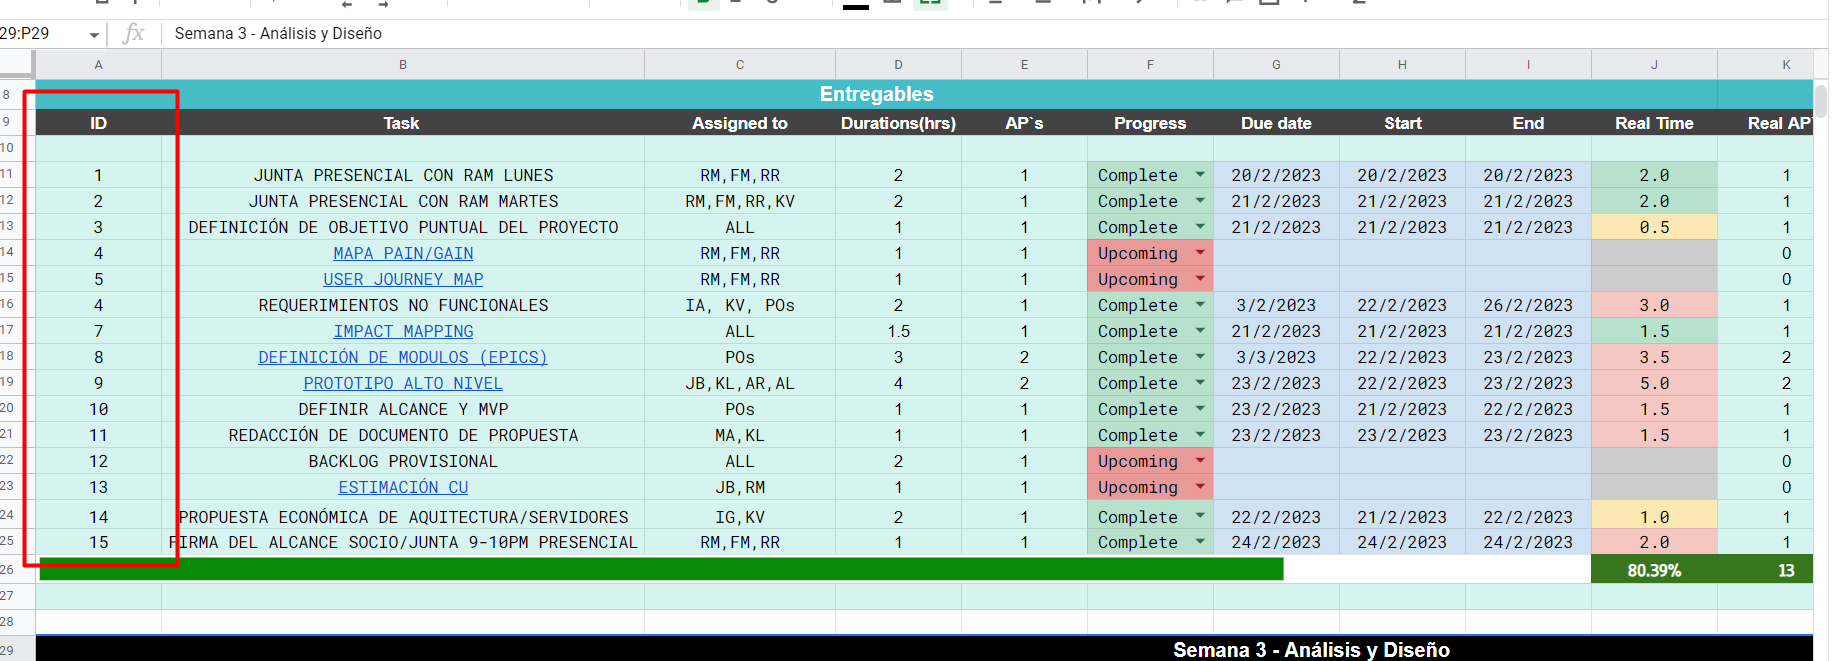 29:P29 fx Semana 3 - Análisis y Diseño
A B C D E F G H I J K
8 Entregables
9 ID Task Assigned to Durations(hrs) AP`s Progress Due date Start End Real Time Real AP`
10
11 1 JUNTA PRESENCIAL CON RAM LUNES RM,FM,RR 2 1 Complete 20/2/2023 20/2/2023 20/2/2023 2.0 1
12 2 JUNTA PRESENCIAL CON RAM MARTES RM,FM,RR,KV 2 1 Complete 21/2/2023 21/2/2023 21/2/2023 2.0 1
13 3 DEFINICIÓN DE OBJETIVO PUNTUAL DEL PROYECTO ALL 1 1 Complete 21/2/2023 21/2/2023 21/2/2023 0.5 1
14 4 MAPA PAIN/GAIN RM,FM,RR 1 1 Upcoming 0
15 5 USER JOURNEY MAP RM,FM,RR 1 1 Upcoming 0
16 4 REQUERIMIENTOS NO FUNCIONALES IA, KV, POs 2 1 Complete 3/2/2023 22/2/2023 26/2/2023 3.0 1
17 7 IMPACT MAPPING ALL 1.5 1 Complete 21/2/2023 21/2/2023 21/2/2023 1.5 1
18 8 DEFINICIÓN DE MODULOS (EPICS) POs 3 2 Complete 3/3/2023 22/2/2023 23/2/2023 3.5 2
19 9 PROTOTIPO ALTO NIVEL JB,KL,AR,AL 4 2 Complete 23/2/2023 22/2/2023 23/2/2023 5.0 2
20 10 DEFINIR ALCANCE Y MVP POs 1 1 Complete 23/2/2023 21/2/2023 22/2/2023 1.5 1
21 11 REDACCIÓN DE DOCUMENTO DE PROPUESTA MA,KL 1 1 Complete 23/2/2023 23/2/2023 23/2/2023 1.5 1
22 12 BACKLOG PROVISIONAL ALL 2 1 Upcoming 0
23 13 ESTIMACIÓN CU JB,RM 1 1 Upcoming 0
24 14 PROPUESTA ECONÓMICA DE AQUITECTURA/SERVIDORES IG,KV 2 1 Complete 22/2/2023 21/2/2023 22/2/2023 1.0 1
25 15 FIRMA DEL ALCANCE SOCIO/JUNTA 9-10PM PRESENCIAL RM,FM,RR 1 1 Complete 24/2/2023 24/2/2023 24/2/2023 2.0 1
26 80.39% 13
27
28
29 Semana 3 - Análisis y Diseño